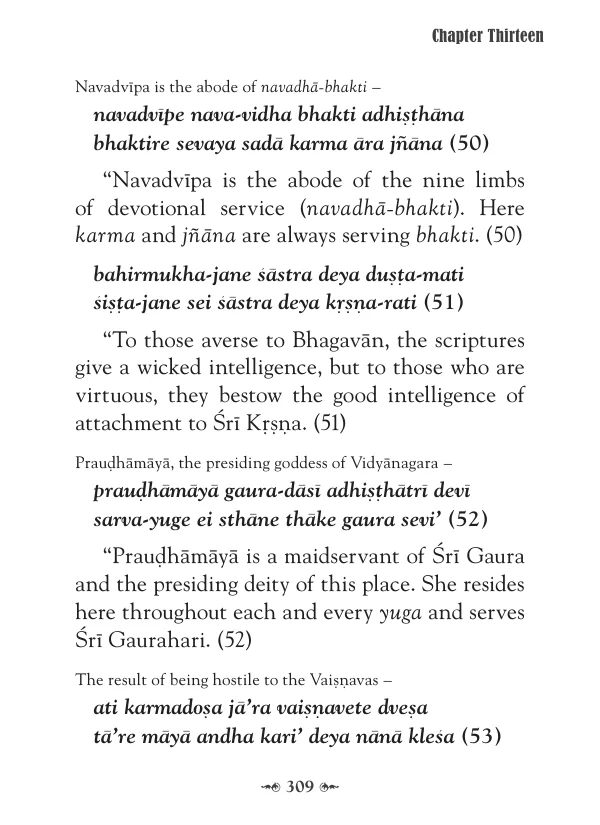 Chapter Thirteen
Navadvīpa is the abode of navadhā-bhakti –
navadvīpe nava-vidha bhakti adhiṣṭhāna
bhaktire sevaya sadā karma āra jñāna (50)
“Navadvīpa is the abode of the nine limbs
of devotional service (navadhā-bhakti). Here
karma and jñāna are always serving bhakti. (50)
bahirmukha-jane śāstra deya duṣṭa-mati
śiṣṭa-jane sei śāstra deya kṛṣṇa-rati (51)
“To those averse to Bhagavān, the scriptures
give a wicked intelligence, but to those who are
virtuous, they bestow the good intelligence of
attachment to Śrī Kṛṣṇa. (51)
Prauḍhāmāyā, the presiding goddess of Vidyānagara –
prauḍhāmāyā gaura-dāsī adhiṣṭhātrī devī
sarva-yuge ei sthāne thāke gaura sevi’ (52)
“Prauḍhāmāyā is a maidservant of Śrī Gaura
and the presiding deity of this place. She resides
here throughout each and every yuga and serves
Śrī Gaurahari. (52)
The result of being hostile to the Vaiṣṇavas –
ati karmadoṣa jā’ra vaiṣṇavete dveṣa
tā’re māyā andha kari’ deya nānā kleśa (53)
309